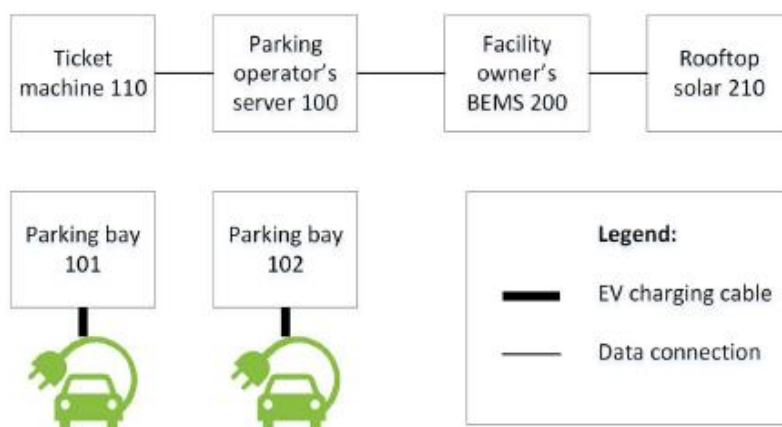 Ticket
machine 110
Parking
operator's
server 100
Facility
owner's
BEMS 200
Rooftop
solar 210
Parking bay
101
Parking bay
102
Legend:
EV charging cable
Data connection